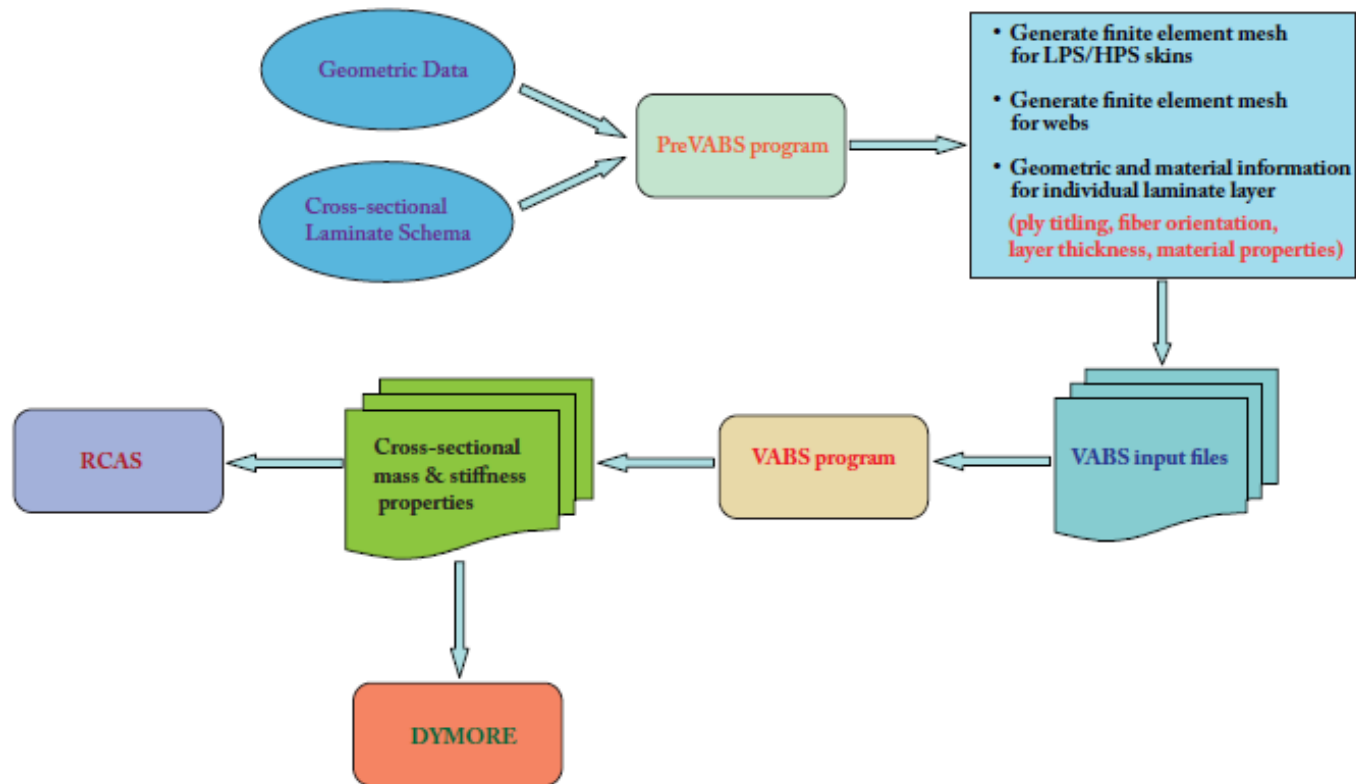 Geometric Data
Cross-sectional
Laminate Schema
PreVABS program
• Generate finite element mesh
for LPS/HPS skins
• Generate finite element mesh
for webs
• Geometric and material information
for individual laminate layer
(ply titling, fiber orientation,
layer thickness, material properties)
RCAS
Cross-sectional
mass & stiffness
properties
VABS program
VABS input files
DYMORE